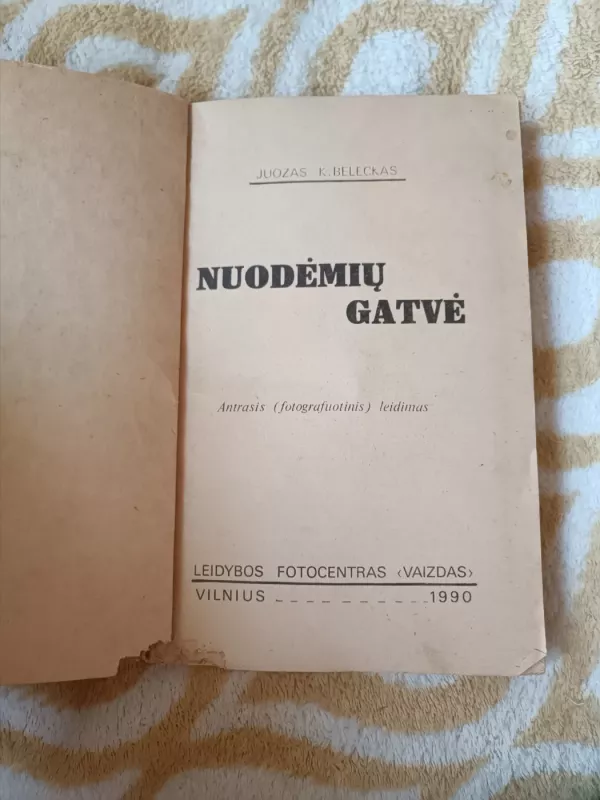 JUOZAS K. BELECKAS
NUODĖMIŲ
GATVĖ
Antrasis (fotografuotinis) leidimas
LEIDYBOS FOTOCENTRAS ‹VAIZDAS›
VILNIUS _ _ _ _ _ _ _ 1990